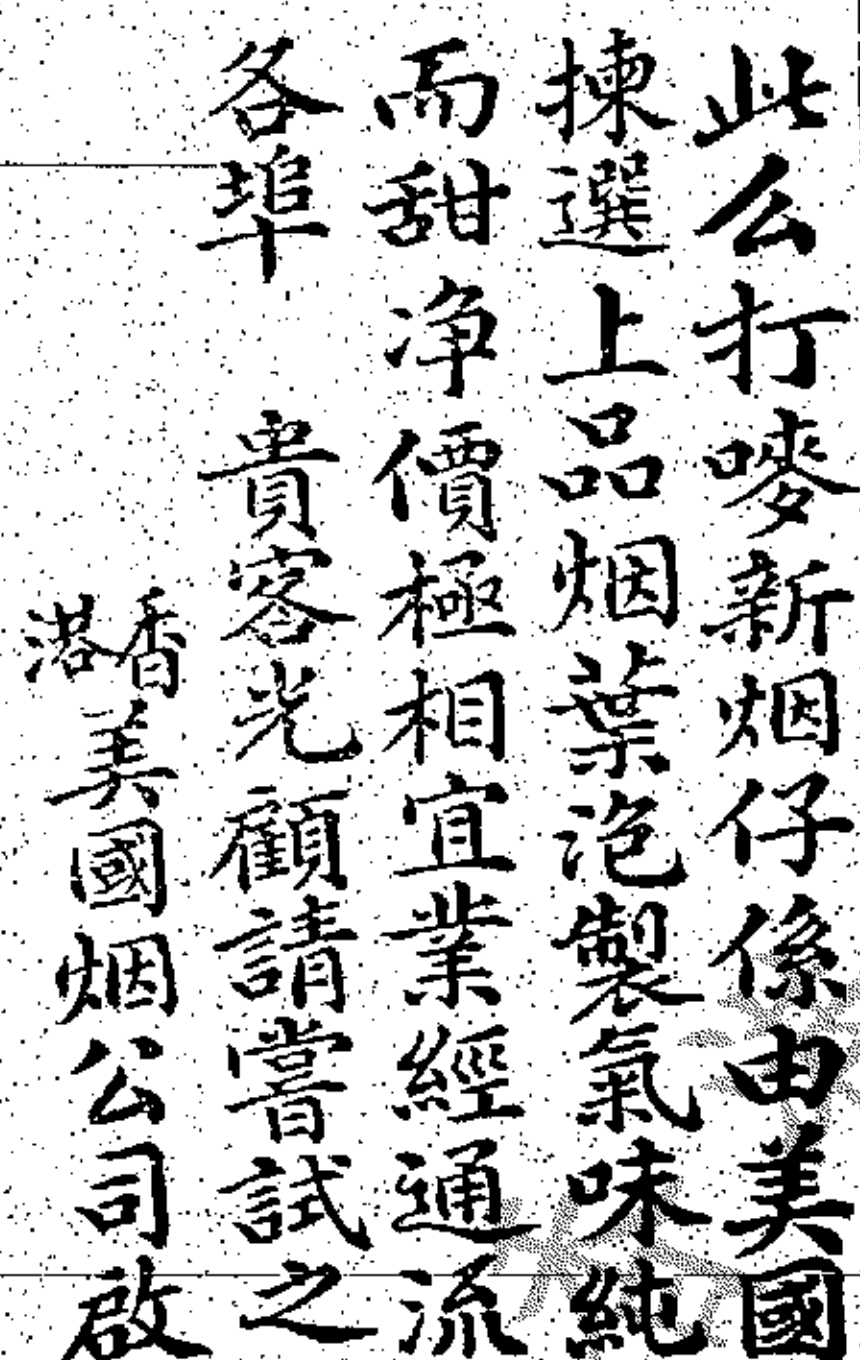 此么打嘜新烟仔係由美國
揀選上品烟葉泡製氣味純
而甜净價極相宜業經通流
各埠　貴客光顧請嘗試之
香港美國烟公司啟